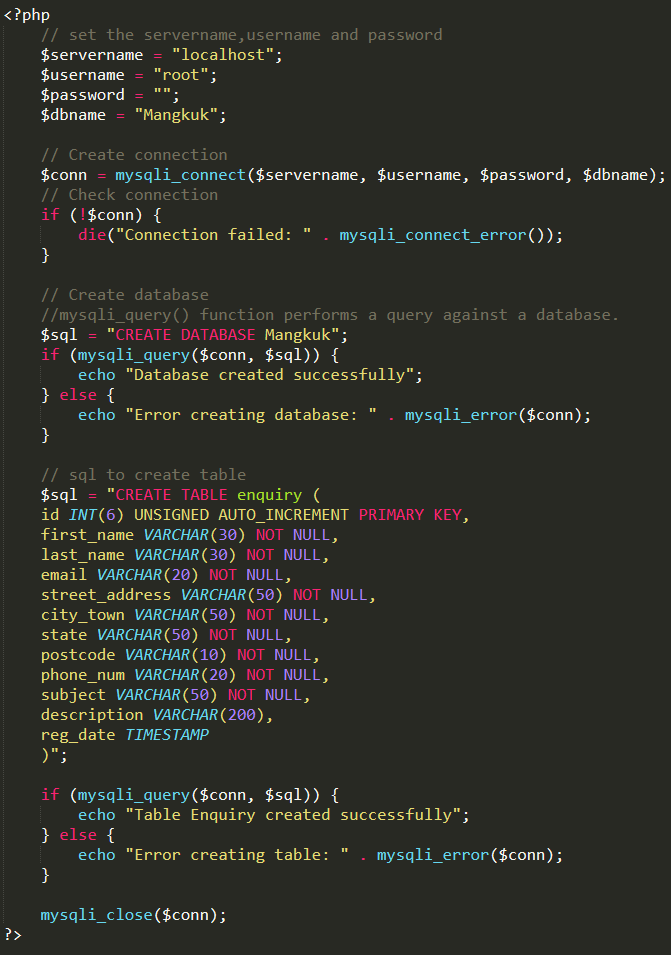 <?php
// set the servername,username and password
$servername = "localhost";
$username = "root";
$password = "";
$dbname = "Mangkuk";
// Create connection
$conn = mysqli_connect($servername, $username, $password, $dbname);
// Check connection
if (!$conn) {
die("Connection failed: " . mysqli_connect_error());
}
// Create database
//mysqli_query() function performs a query against a database.
$sql = "CREATE DATABASE Mangkuk";
if (mysqli_query($conn, $sql)) {
echo "Database created successfully";
} else {
echo "Error creating database: " . mysqli_error($conn);
}
// sql to create table
$sql = "CREATE TABLE enquiry (
id INT(6) UNSIGNED AUTO_INCREMENT PRIMARY KEY,
first_name VARCHAR(30) NOT NULL,
last_name VARCHAR(30) NOT NULL,
email VARCHAR(20) NOT NULL,
street_address VARCHAR(50) NOT NULL,
city_town VARCHAR(50) NOT NULL,
state VARCHAR(50) NOT NULL,
postcode VARCHAR(10) NOT NULL,
phone_num VARCHAR(20) NOT NULL,
subject VARCHAR(50) NOT NULL,
description VARCHAR(200),
reg_date TIMESTAMP
)";
if (mysqli_query($conn, $sql)) {
echo "Table Enquiry created successfully";
} else {
echo "Error creating table: " . mysqli_error($conn);
}
mysqli_close($conn);
?>